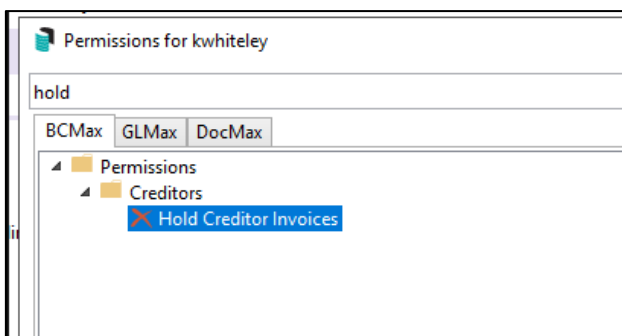 Permissions for kwhiteley
hold
BCMax GLMax DocMax
Permissions
Creditors
Hold Creditor Invoices